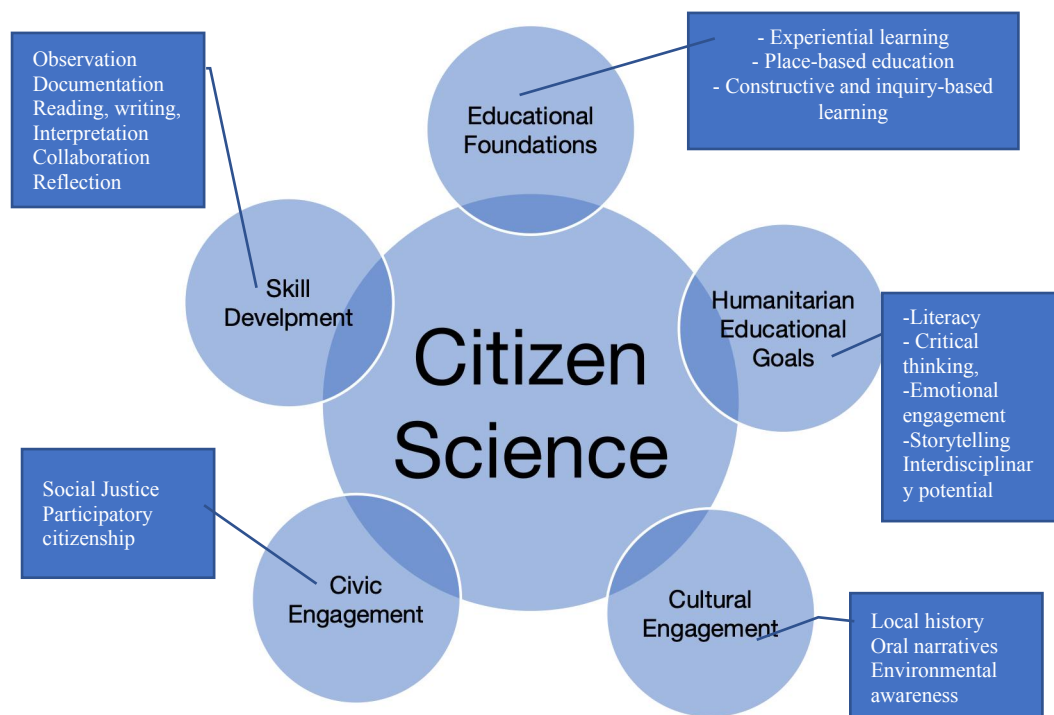 Observation
Documentation
Reading, writing,
Interpretation
Collaboration
Reflection
- Experiential learning
- Place-based education
- Constructive and inquiry-based
learning
Educational
Foundations
Skill
Develpment
Humanitarian
Educational
Goals
-Literacy
- Critical
thinking,
-Emotional
engagement
-Storytelling
Interdisciplinar
y potential
Citizen
Science
Social Justice
Participatory
citizenship
Civic
Engagement
Cultural
Engagement
Local history
Oral narratives
Environmental
awareness